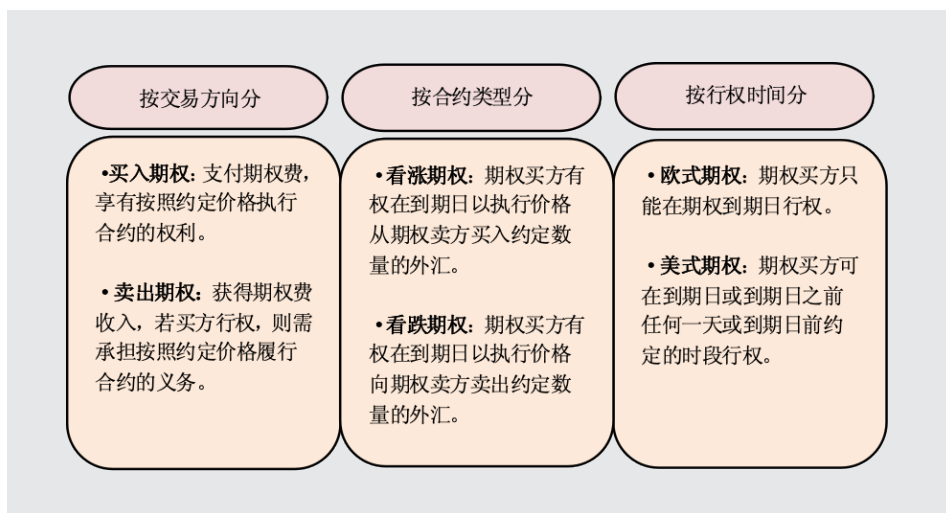 按交易方向分
•买入期权：支付期权费，
享有按照约定价格执行
合约的权利。
• 卖出期权：获得期权费
收入，若买方行权，则需
承担按照约定价格履行
合约的义务。
按合约类型分
• 看涨期权：期权买方有
权在到期日以执行价格
从期权卖方买入约定数
量的外汇。
• 看跌期权：期权买方有
权在到期日以执行价格
向期权卖方卖出约定数
量的外汇。
按行权时间分
• 欧式期权：期权买方只
能在期权到期日行权。
• 美式期权：期权买方可
在到期日或到期日之前
任何一天或到期日前约
定的时段行权。